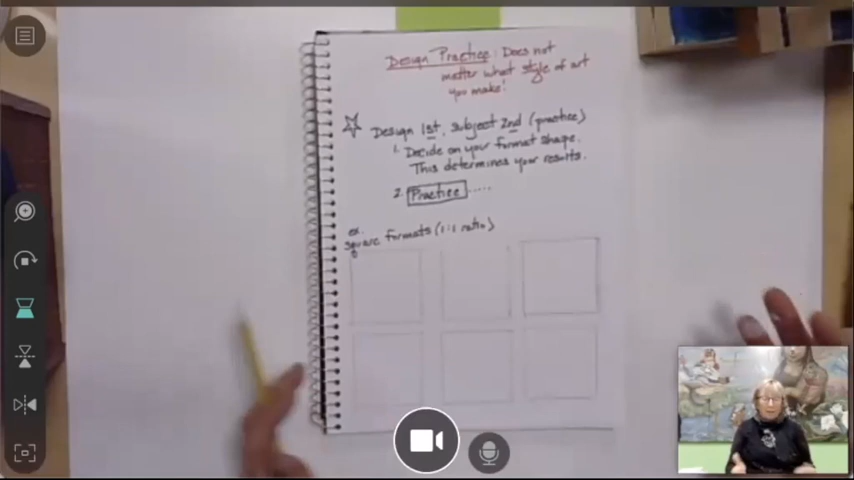 Design Practice: Does not
matter what style of art
you make!
Design 1st, subject 2nd (practice)
1. Decide on your format shape.
This determines your results.
2. Practice.....
ex.
square formats (1:1 ratio)